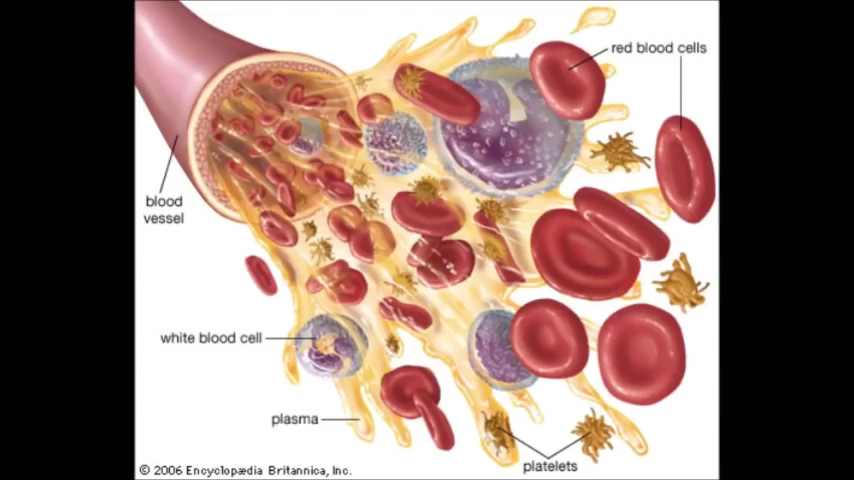 red blood cells
blood
vessel
white blood cell
plasma
platelets
© 2006 Encyclopædia Britannica, Inc.